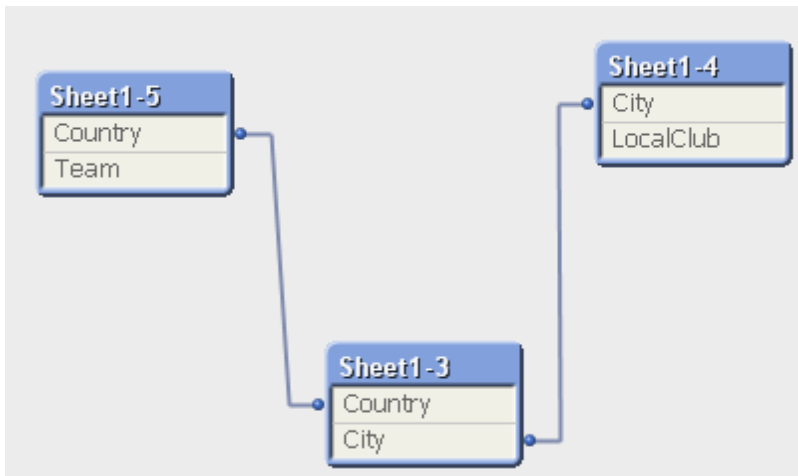 Sheet1-5
Country
Team
Sheet1-4
City
LocalClub
Sheet1-3
Country
City